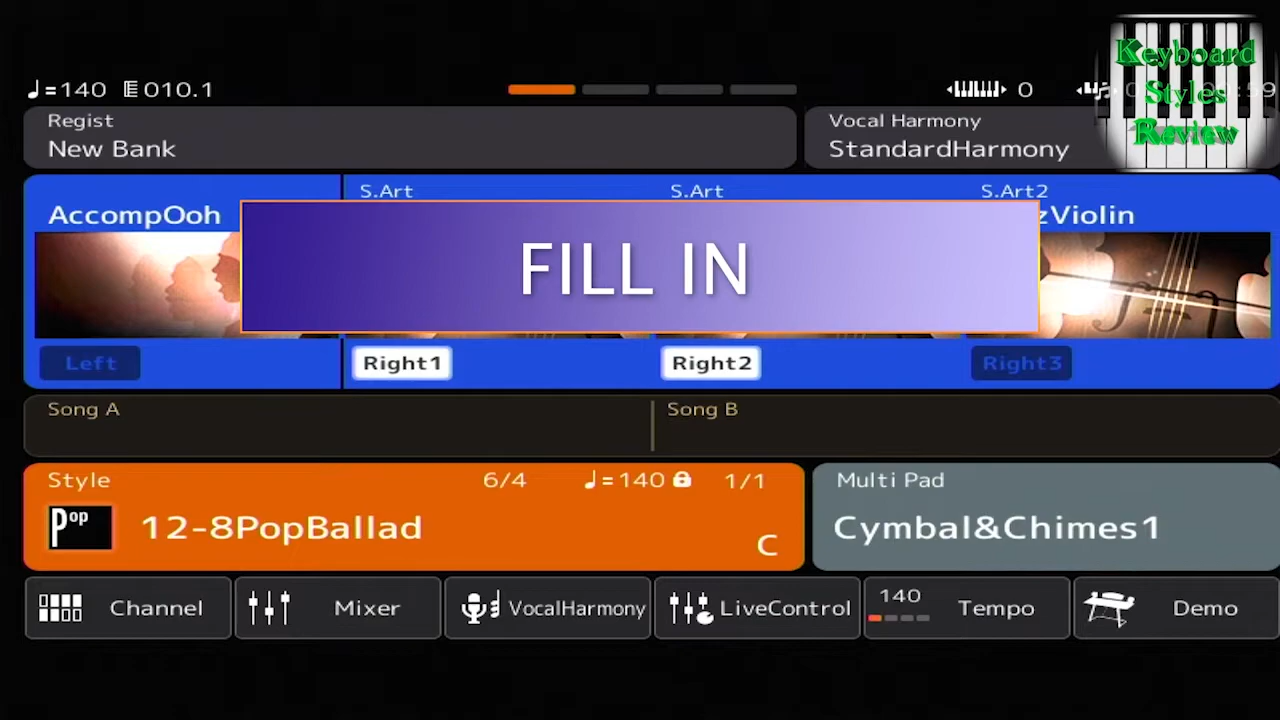 ♩=140 010.1
0
:59
Keyboard
Styles
Review
Regist
New Bank
Vocal Harmony
StandardHarmony
S.Art
S.Art
S.Art2
AccompOoh
zViolin
FILL IN
Left
Right1
Right2
Right3
Song A
Song B
Style
6/4
♩=140
1/1
Pop
12-8PopBallad
C
Multi Pad
Cymbal&Chimes1
Channel
Mixer
VocalHarmony
LiveControl
140
Tempo
Demo